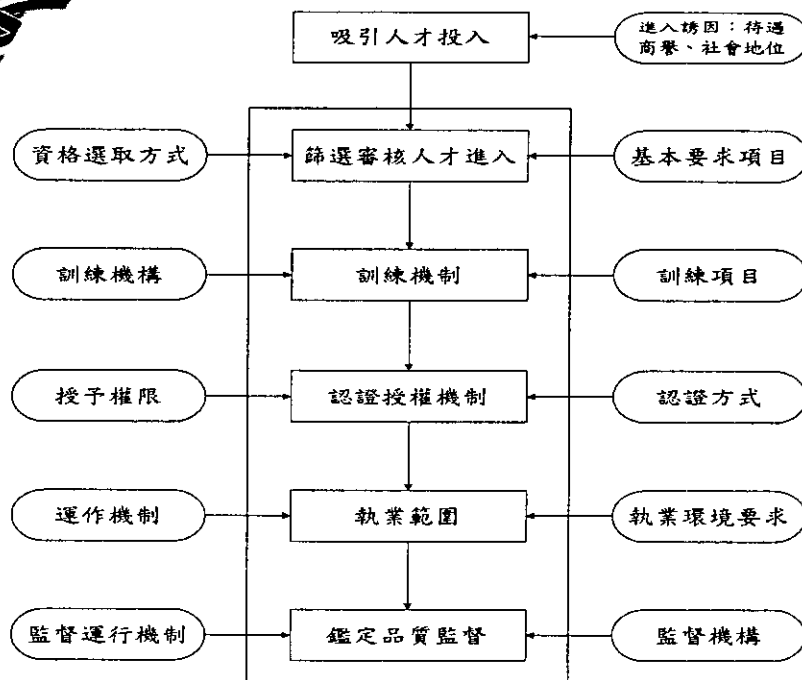 吸引人才投入
進入誘因：待遇
商譽、社會地位
資格選取方式
篩選審核人才進入
基本要求項目
訓練機構
訓練機制
訓練項目
授予權限
認證授權機制
認證方式
運作機制
執業範圍
執業環境要求
監督運行機制
鑑定品質監督
監督機構